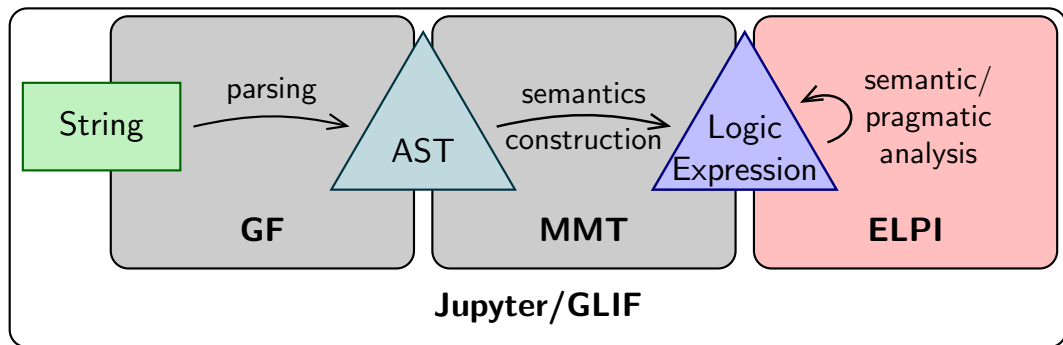 String
parsing
AST
semantics
construction
Logic
Expression
semantic/
pragmatic
analysis
GF
MMT
ELPI
Jupyter/GLIF